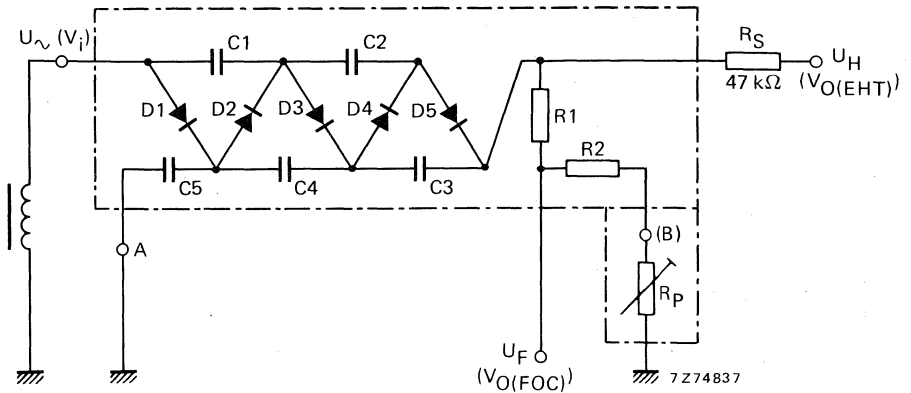 U~ (Vi)
C1
C2
RS
47 kΩ
UH
(VO(EHT))
D1
D2
D3
D4
D5
R1
R2
C5
C4
C3
A
(B)
RP
UF
(VO(FOC))
7Z74837